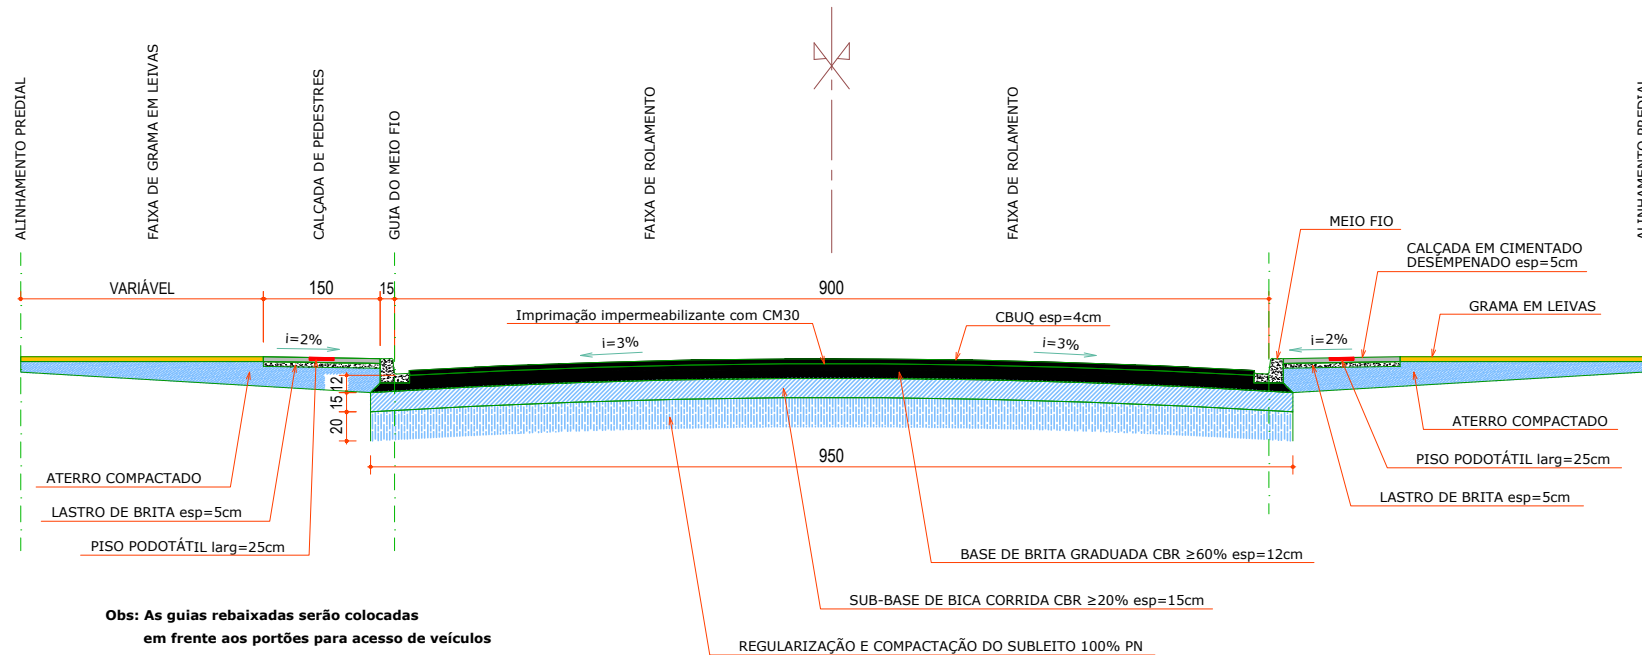 ALINHAMENTO PREDIAL
FAIXA DE GRAMA EM LEIVAS
CALÇADA DE PEDESTRES
GUIA DO MEIO FIO
FAIXA DE ROLAMENTO
FAIXA DE ROLAMENTO
ALINHAMENTO PREDIAL
MEIO FIO
CALÇADA EM CIMENTADO
DESEMPENADO esp=5cm
GRAMA EM LEIVAS
VARIÁVEL
150
15
900
Imprimação impermeabilizante com CM30
CBUQ esp=4cm
i=2%
i=3%
i=3%
i=2%
12
15
20
950
ATERRO COMPACTADO
LASTRO DE BRITA esp=5cm
PISO PODOTÁTIL larg=25cm
ATERRO COMPACTADO
PISO PODOTÁTIL larg=25cm
LASTRO DE BRITA esp=5cm
BASE DE BRITA GRADUADA CBR ≥60% esp=12cm
SUB-BASE DE BICA CORRIDA CBR ≥20% esp=15cm
REGULARIZAÇÃO E COMPACTAÇÃO DO SUBLEITO 100% PN
Obs: As guias rebaixadas serão colocadas
em frente aos portões para acesso de veículos